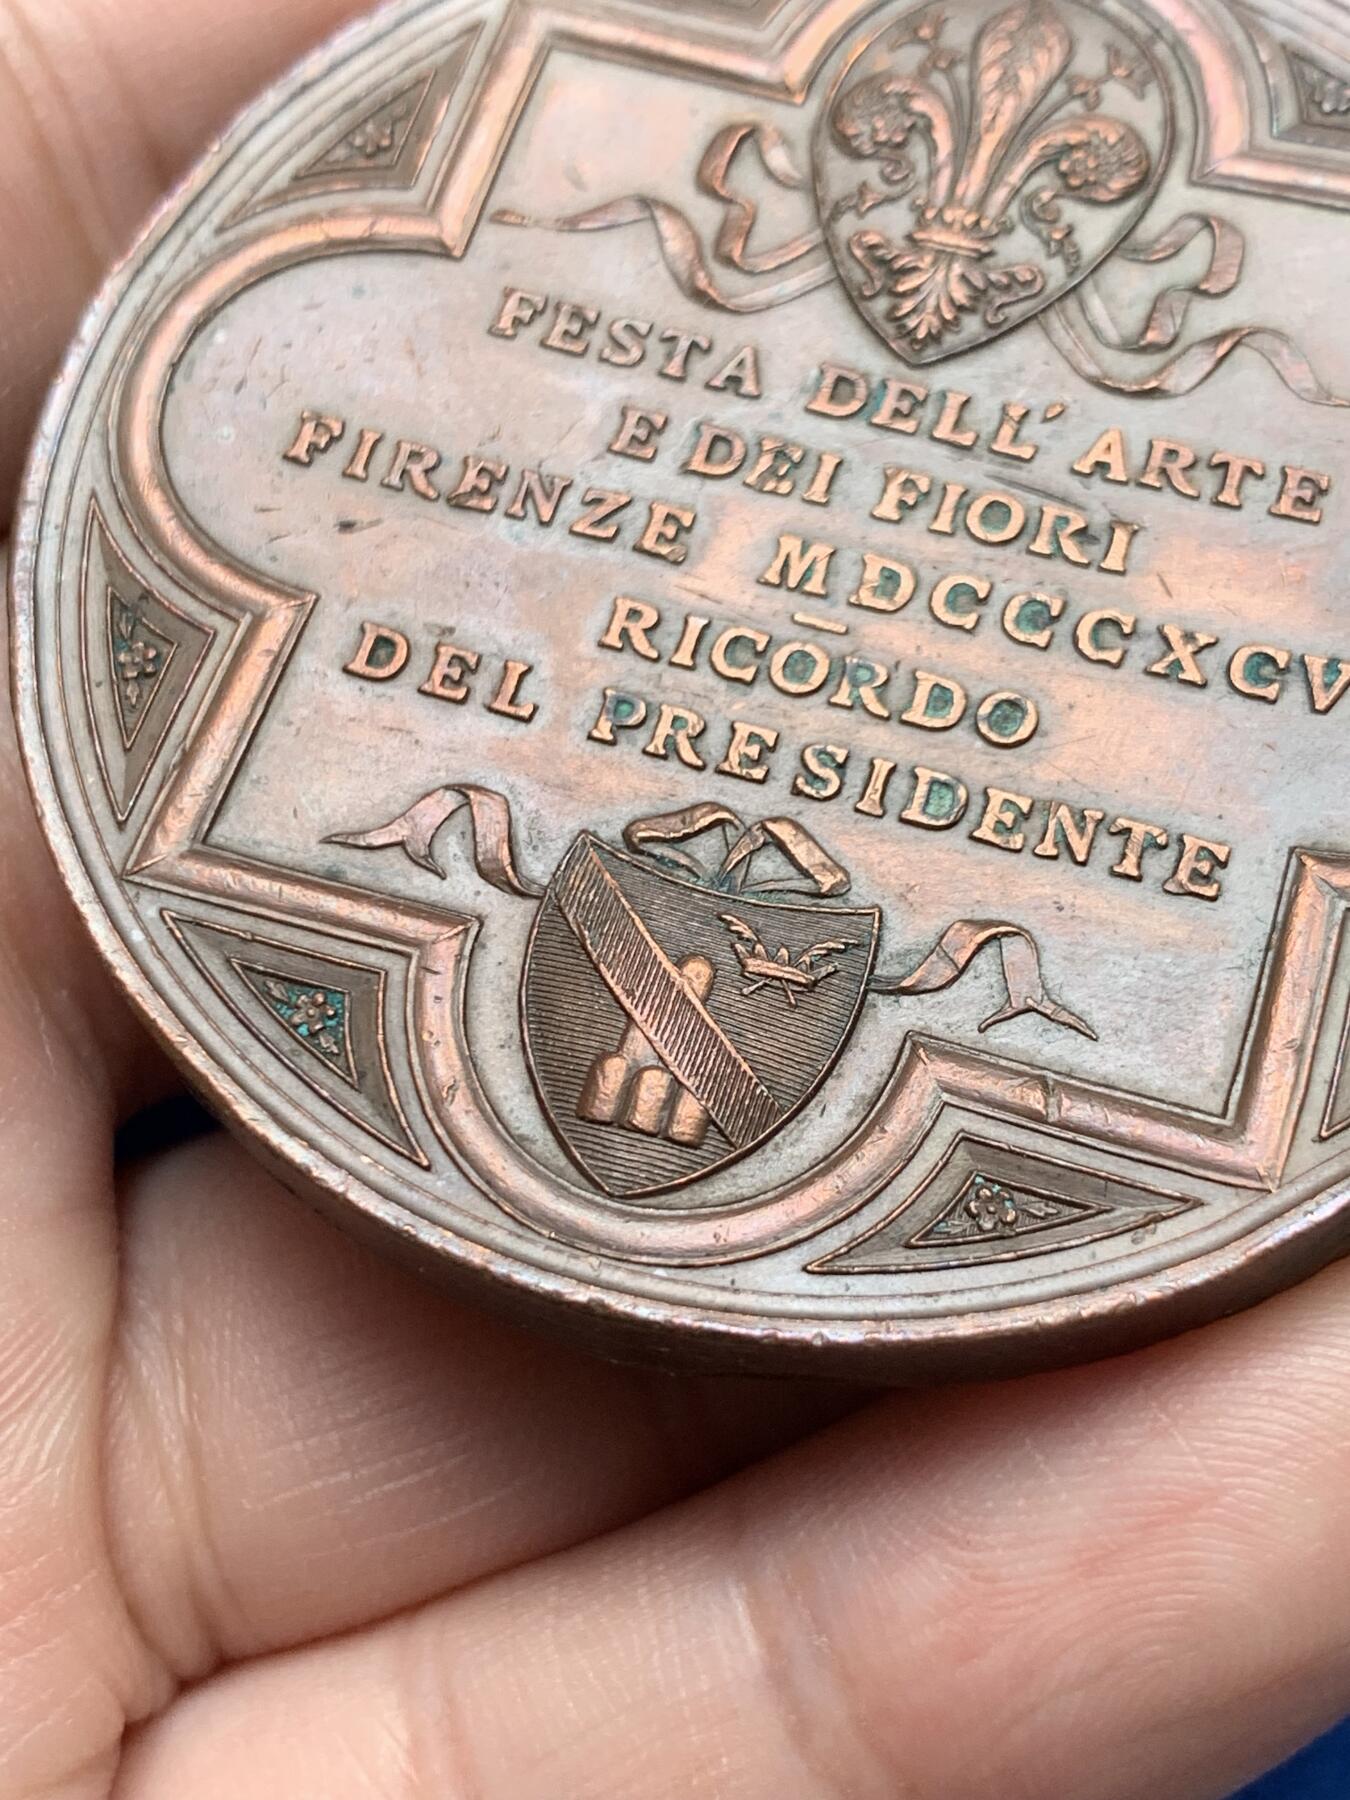 FESTA DELL' ARTE
E DEI FIORI
FIRENZE MDCCCXCV
RICORDO
DEL PRESIDENTE